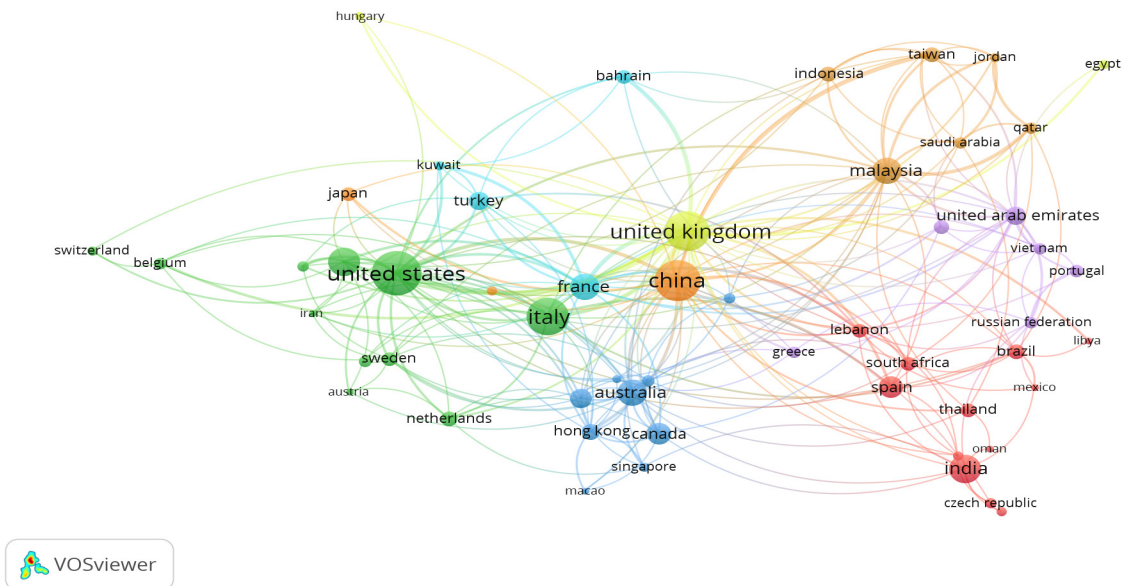 hungary
taiwan
jordan
egypt
bahrain
indonesia
qatar
saudi arabia
kuwait
malaysia
japan
turkey
united arab emirates
united kingdom
switzerland
belgium
viet nam
portugal
united states
france
china
iran
italy
russian federation
lebanon
libya
greece
brazil
sweden
south africa
austria
australia
spain
mexico
netherlands
thailand
hong kong
canada
oman
singapore
india
macao
czech republic
VOSviewer